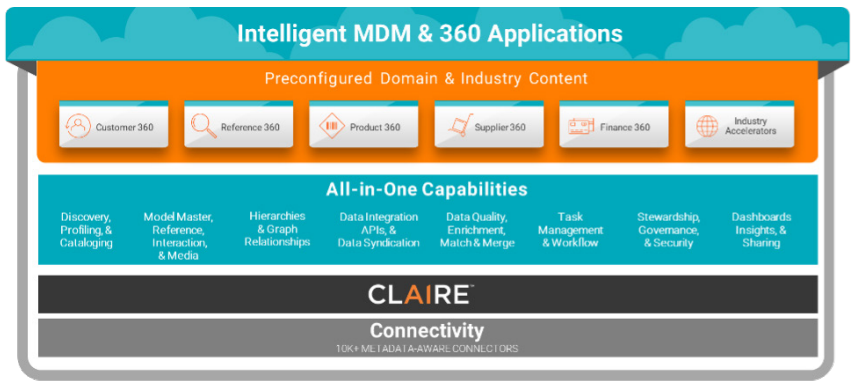 Intelligent MDM & 360 Applications
Preconfigured Domain & Industry Content
Customer 360
Reference 360
Product 360
Supplier 360
Finance 360
Industry
Accelerators
All-in-One Capabilities
Discovery,
Profiling, &
Cataloging
Model Master,
Reference,
Interaction,
& Media
Hierarchies
& Graph
Relationships
Data Integration
APIs, &
Data Syndication
Data Quality,
Enrichment,
Match & Merge
Task
Management
& Workflow
Stewardship,
Governance,
& Security
Dashboards
Insights, &
Sharing
CLAIRE™
Connectivity
10K+ METADATA-AWARE CONNECTORS